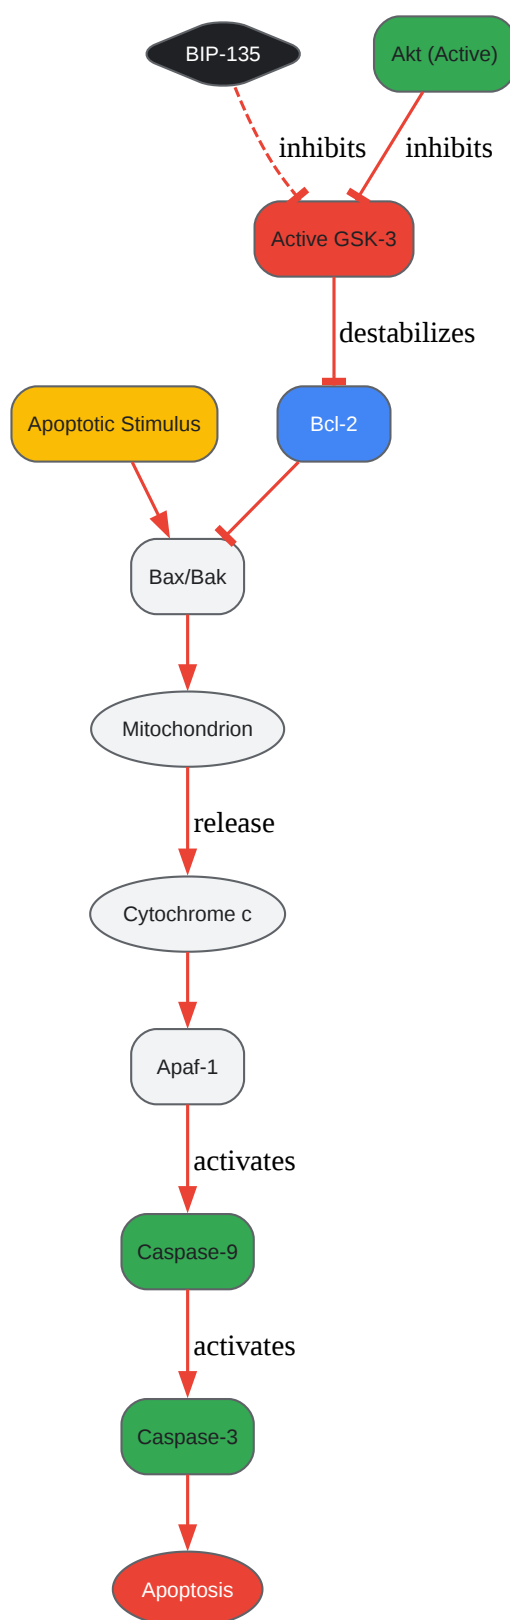 BIP-135
Akt (Active)
inhibits
inhibits
Active GSK-3
destabilizes
Apoptotic Stimulus
Bcl-2
Bax/Bak
Mitochondrion
release
Cytochrome c
Apaf-1
activates
Caspase-9
activates
Caspase-3
Apoptosis